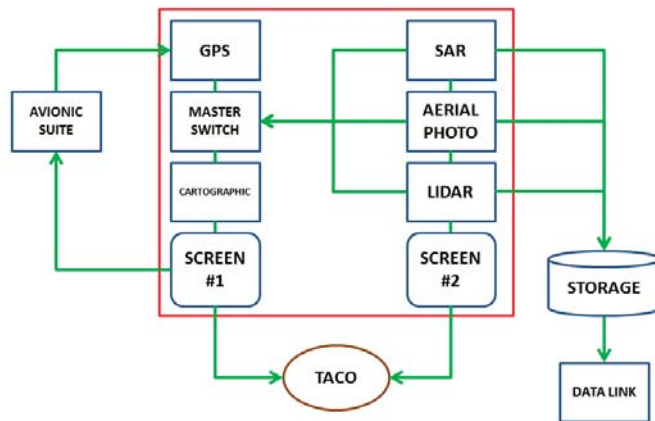 GPS
SAR
AVIONIC
SUITE
MASTER
SWITCH
AERIAL
PHOTO
CARTOGRAPHIC
LIDAR
SCREEN
#1
SCREEN
#2
STORAGE
TACO
DATA LINK